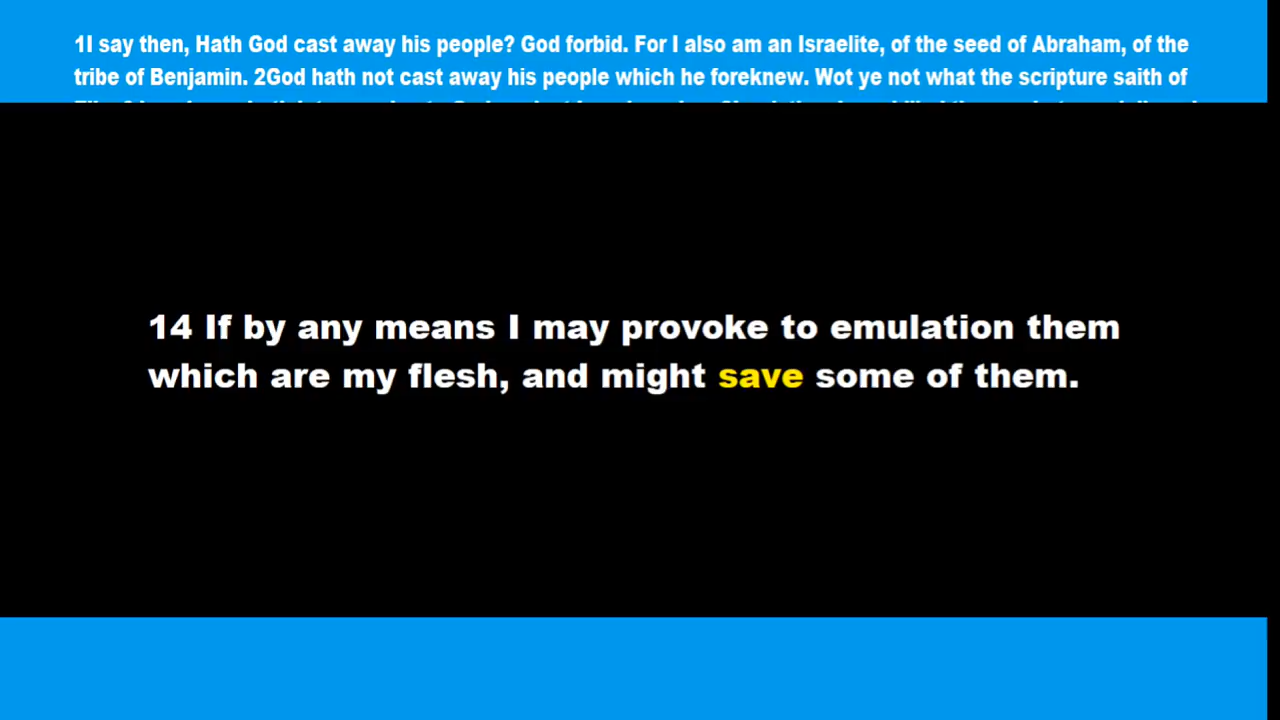 1I say then, Hath God cast away his people? God forbid. For I also am an Israelite, of the seed of Abraham, of the
tribe of Benjamin. 2God hath not cast away his people which he foreknew. Wot ye not what the scripture saith of
14 If by any means I may provoke to emulation them
which are my flesh, and might save some of them.